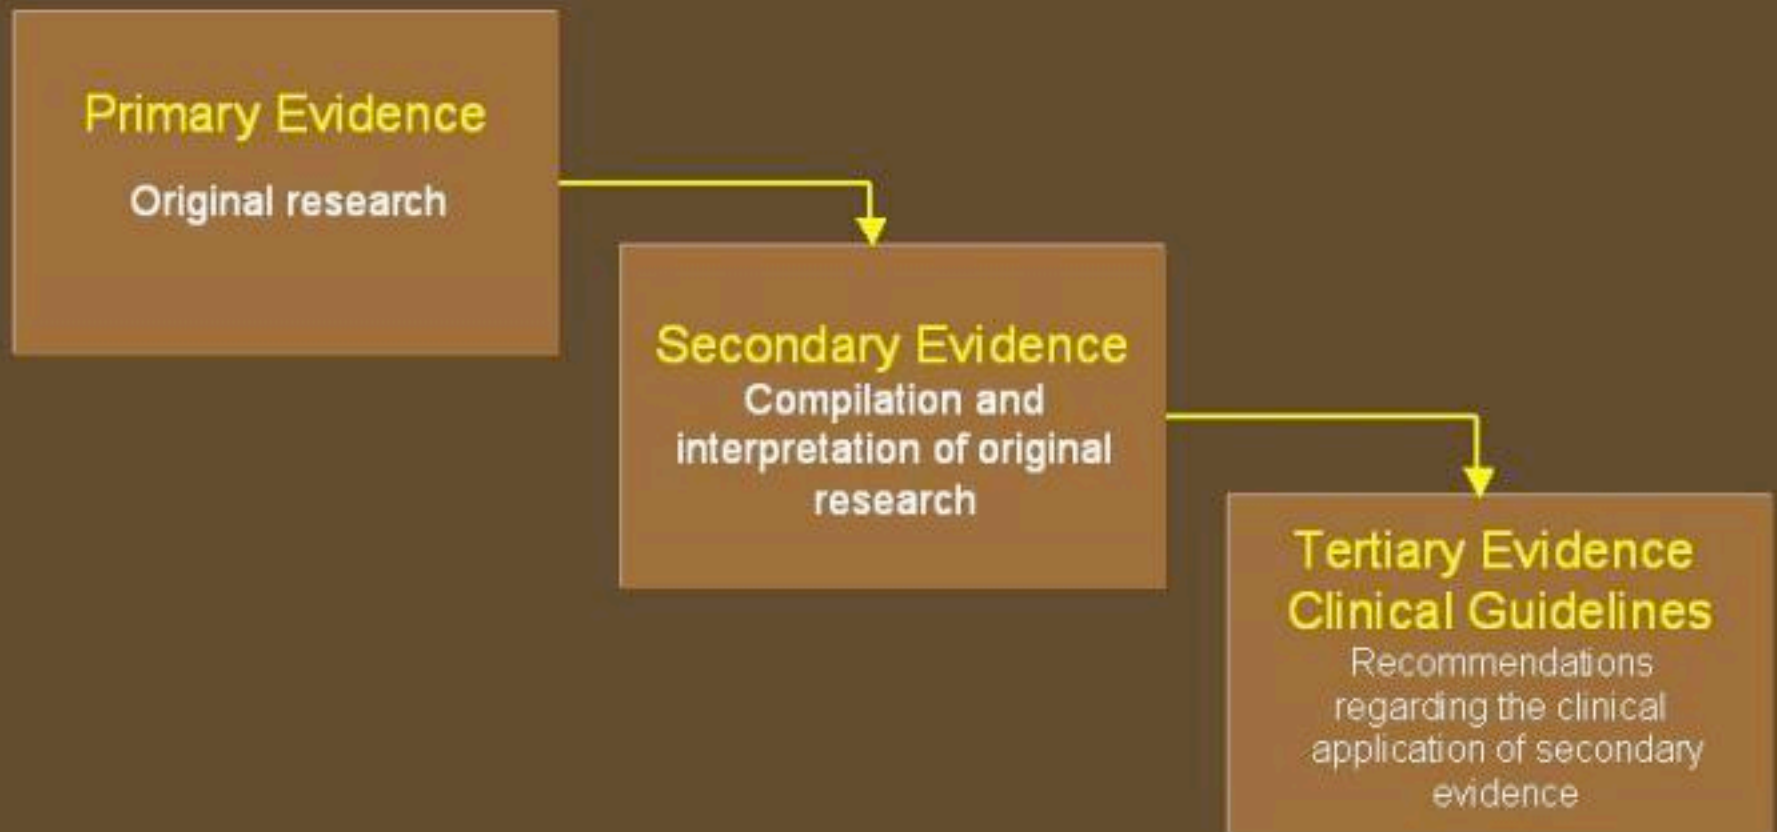 Primary Evidence
Original research
Secondary Evidence
Compilation and
interpretation of original
research
Tertiary Evidence
Clinical Guidelines
Recommendations
regarding the clinical
application of secondary
evidence